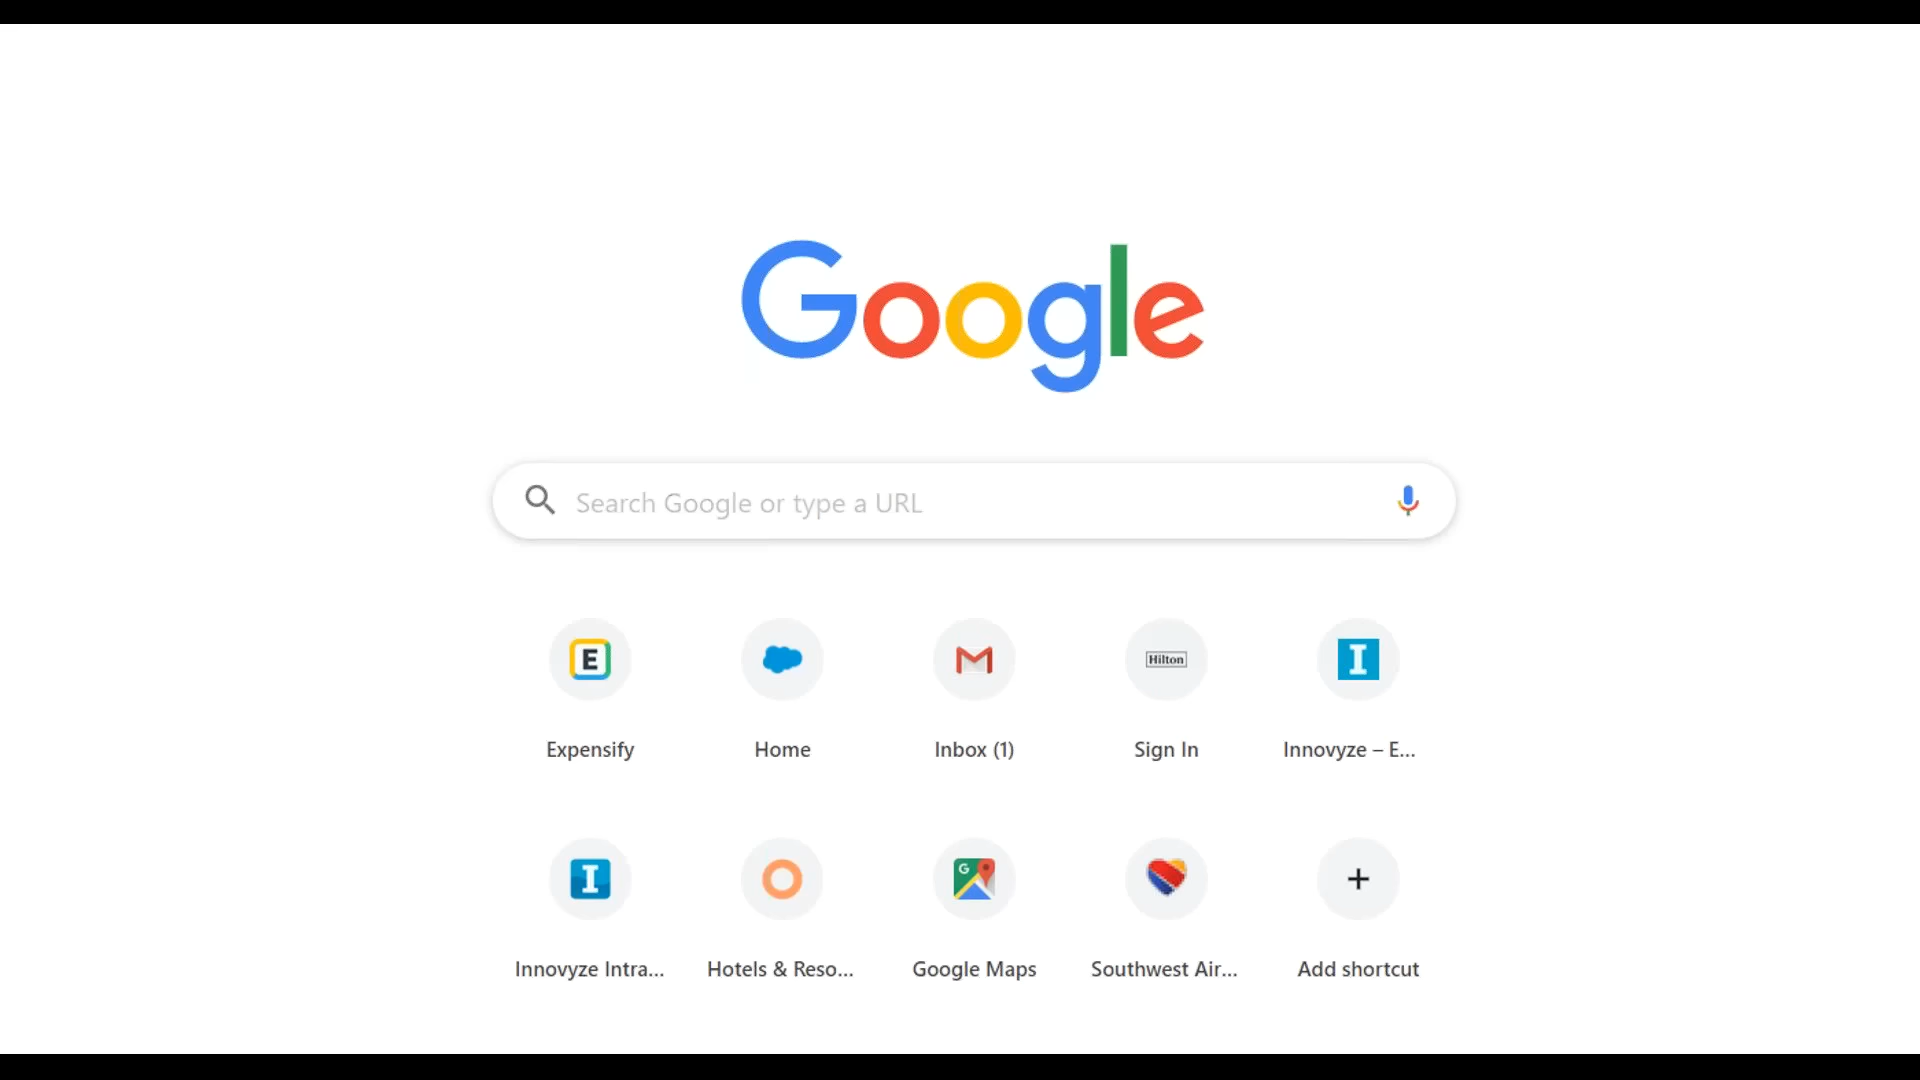 Google
Search Google or type a URL
E
Hilton
I
Expensify
Home
Inbox (1)
Sign In
Innovyze – E...
I
G
Innovyze Intra...
Hotels & Reso...
Google Maps
Southwest Air...
Add shortcut